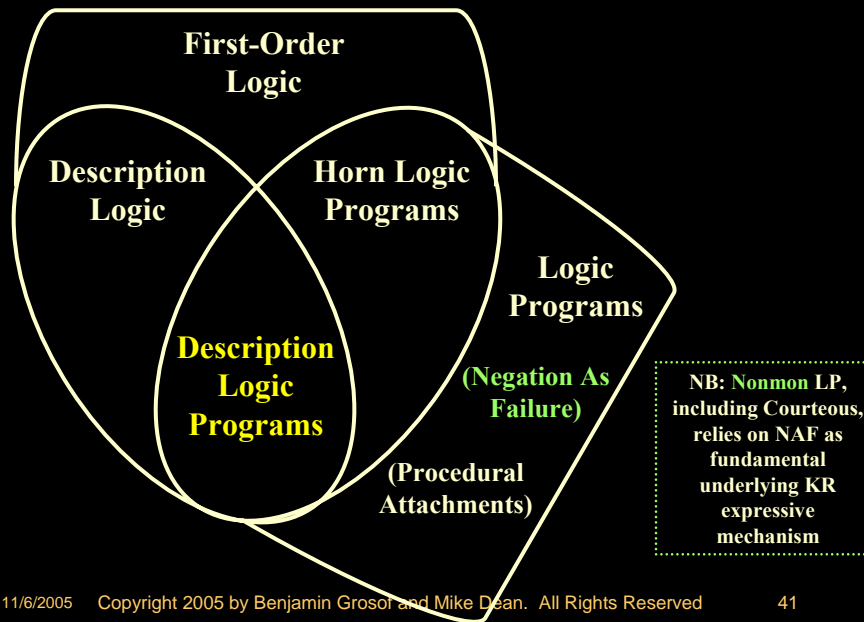 First-Order
Logic
Description
Logic
Horn Logic
Programs
Logic
Programs
Description
Logic
Programs
(Negation As
Failure)
(Procedural
Attachments)
NB: Nonmon LP,
including Courteous,
relies on NAF as
fundamental
underlying KR
expressive
mechanism
11/6/2005 Copyright 2005 by Benjamin Grosof and Mike Dean. All Rights Reserved 41